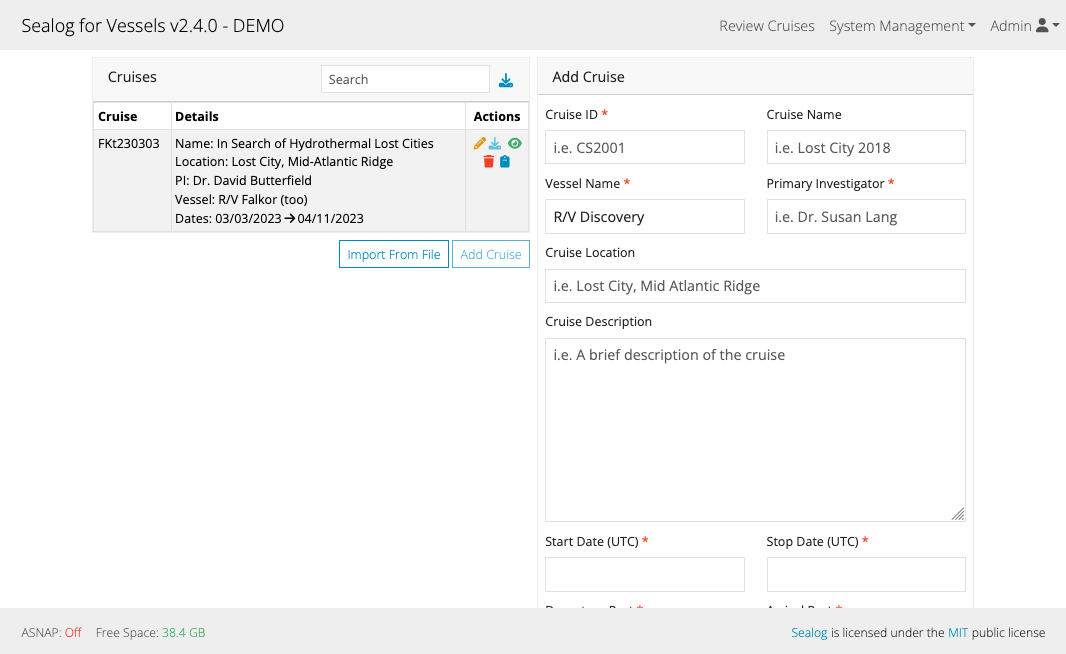 Sealog for Vessels v2.4.0 - DEMO
Review Cruises
System Management
Admin
Cruises
Search
Cruise
Details
Actions
FKt230303
Name: In Search of Hydrothermal Lost Cities
Location: Lost City, Mid-Atlantic Ridge
PI: Dr. David Butterfield
Vessel: R/V Falkor (too)
Dates: 03/03/2023 → 04/11/2023
Import From File
Add Cruise
Add Cruise
Cruise ID *
Cruise Name
i.e. CS2001
i.e. Lost City 2018
Vessel Name *
Primary Investigator *
R/V Discovery
i.e. Dr. Susan Lang
Cruise Location
i.e. Lost City, Mid Atlantic Ridge
Cruise Description
i.e. A brief description of the cruise
Start Date (UTC) *
Stop Date (UTC) *
ASNAP: Off
Free Space: 38.4 GB
Sealog is licensed under the MIT public license